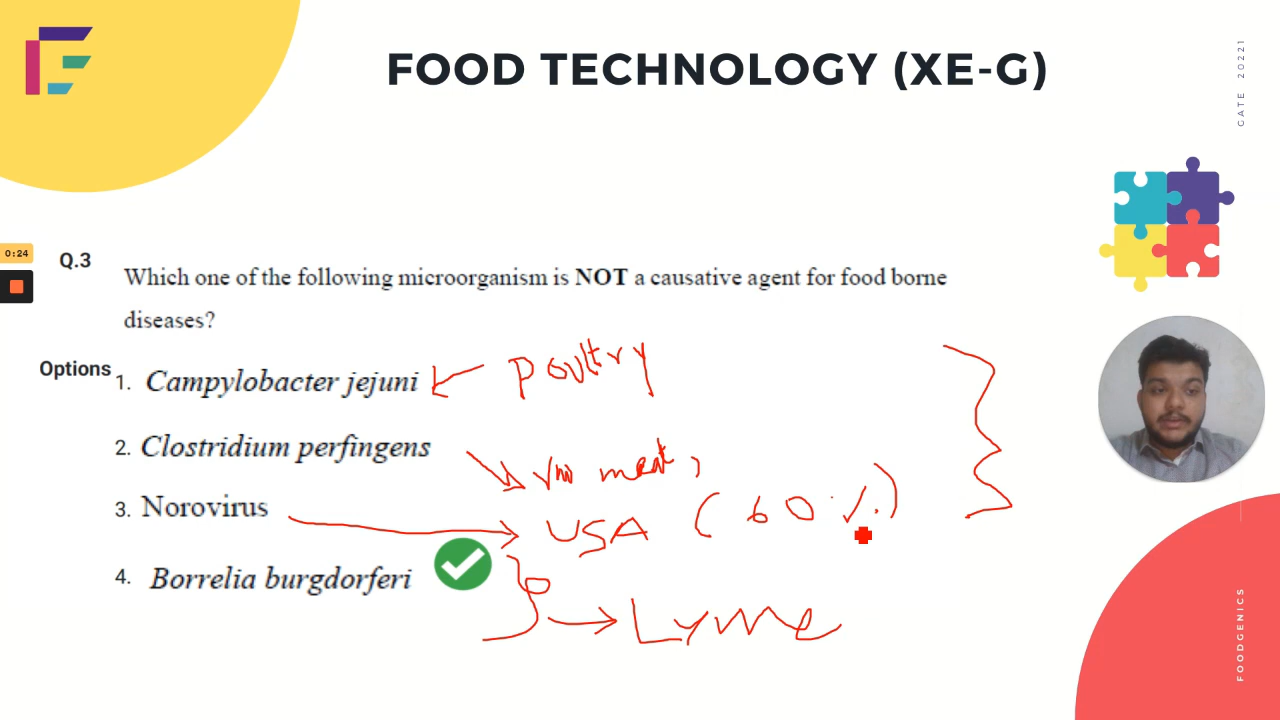 FOOD TECHNOLOGY (XE-G)
GATE 20221
0:24
Q.3
Which one of the following microorganism is NOT a causative agent for food borne
diseases?
Options
1. Campylobacter jejuni
Poultry
2. Clostridium perfingens
meat,
3. Norovirus
USA (60%)
4. Borrelia burgdorferi
Lyme
FOODGENICS